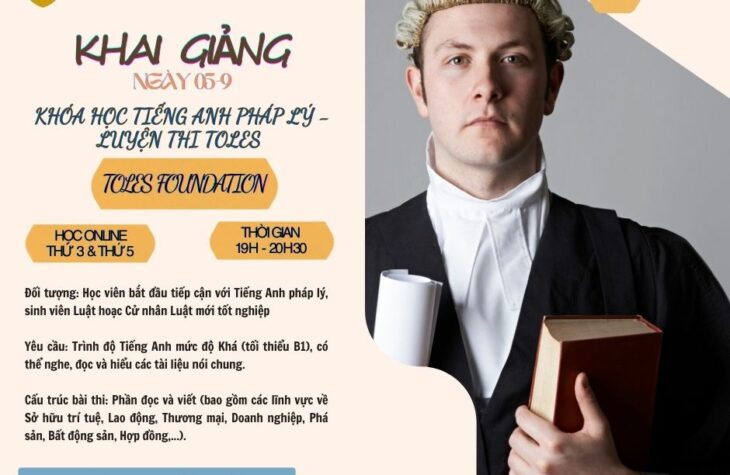 KHAI GIẢNG
NGÀY 05-9
KHÓA HỌC TIẾNG ANH PHÁP LÝ –
LUYỆN THI TOLES
TOLES FOUNDATION
HỌC ONLINE
THỨ 3 & THỨ 5
THỜI GIAN
19H - 20H30
Đối tượng: Học viên bắt đầu tiếp cận với Tiếng Anh pháp lý,
sinh viên Luật hoạc Cử nhân Luật mới tốt nghiệp
Yêu cầu: Trình độ Tiếng Anh mức độ Khá (tối thiểu B1), có
thể nghe, đọc và hiểu các tài liệu nói chung.
Cấu trúc bài thi: Phần đọc và viết (bao gồm các lĩnh vực về
Sở hữu trí tuệ, Lao động, Thương mại, Doanh nghiệp, Phá
sản, Bất động sản, Hợp đồng,...).